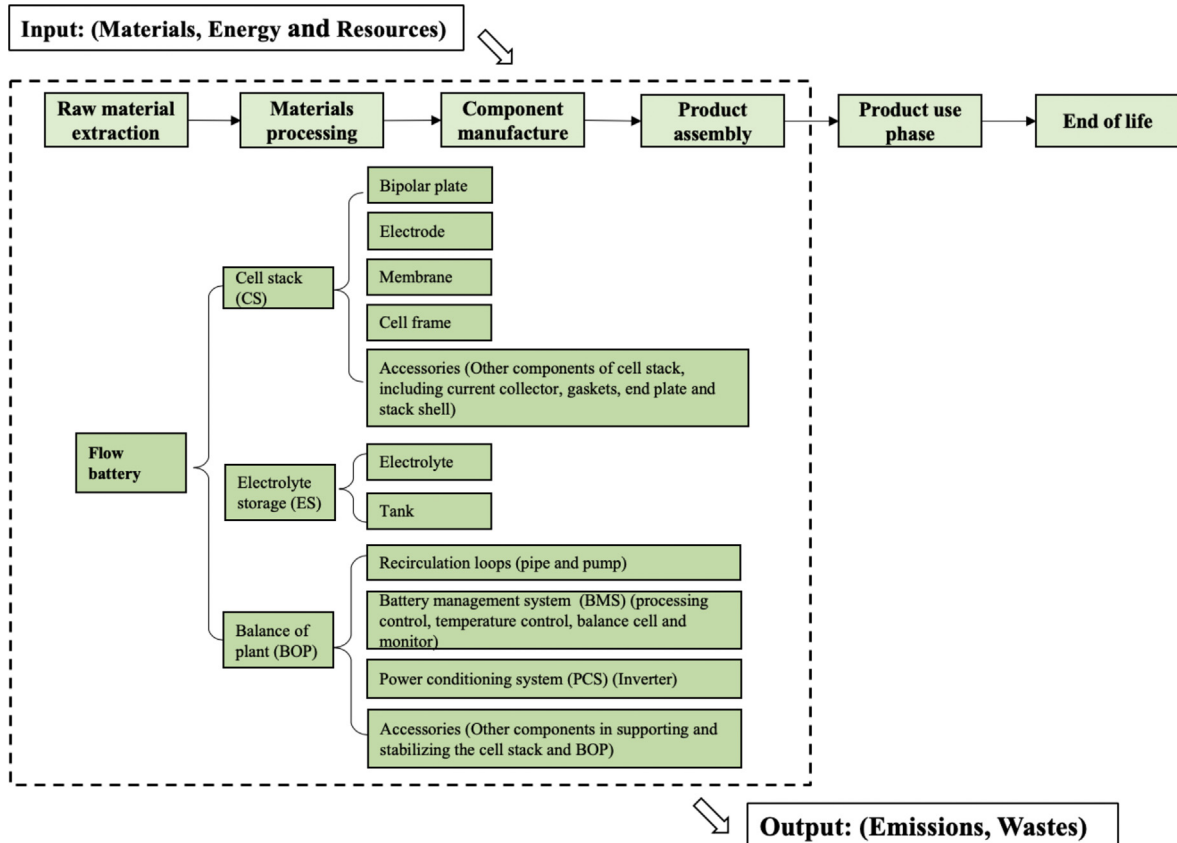 Input: (Materials, Energy and Resources)
Raw material
extraction
Materials
processing
Component
manufacture
Product
assembly
Product use
phase
End of life
Flow
battery
Cell stack
(CS)
Bipolar plate
Electrode
Membrane
Cell frame
Accessories (Other components of cell stack,
including current collector, gaskets, end plate and
stack shell)
Electrolyte
storage (ES)
Electrolyte
Tank
Balance of
plant (BOP)
Recirculation loops (pipe and pump)
Battery management system (BMS) (processing
control, temperature control, balance cell and
monitor)
Power conditioning system (PCS) (Inverter)
Accessories (Other components in supporting and
stabilizing the cell stack and BOP)
Output: (Emissions, Wastes)